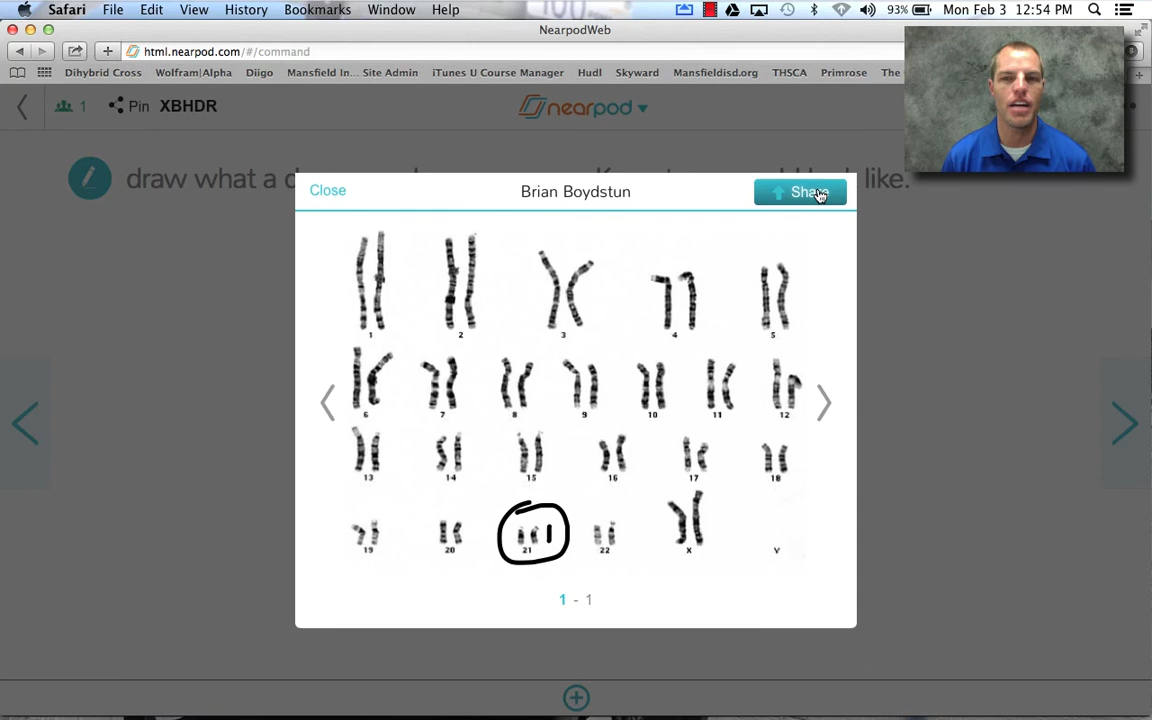 Safari File Edit View History Bookmarks Window Help 93% Mon Feb 3 12:54 PM
NearpodWeb
html.nearpod.com/#/command
Dihybrid Cross Wolfram|Alpha Diigo Mansfield In... Site Admin iTunes U Course Manager Hudl Skyward Mansfieldisd.org THSCA Primrose The
1 Pin XBHDR nearpod
draw what a d like.
Close Brian Boydstun Share
1 2 3 4 5
6 7 8 9 10 11 12
13 14 15 16 17 18
19 20 21 22 X Y
1 - 1